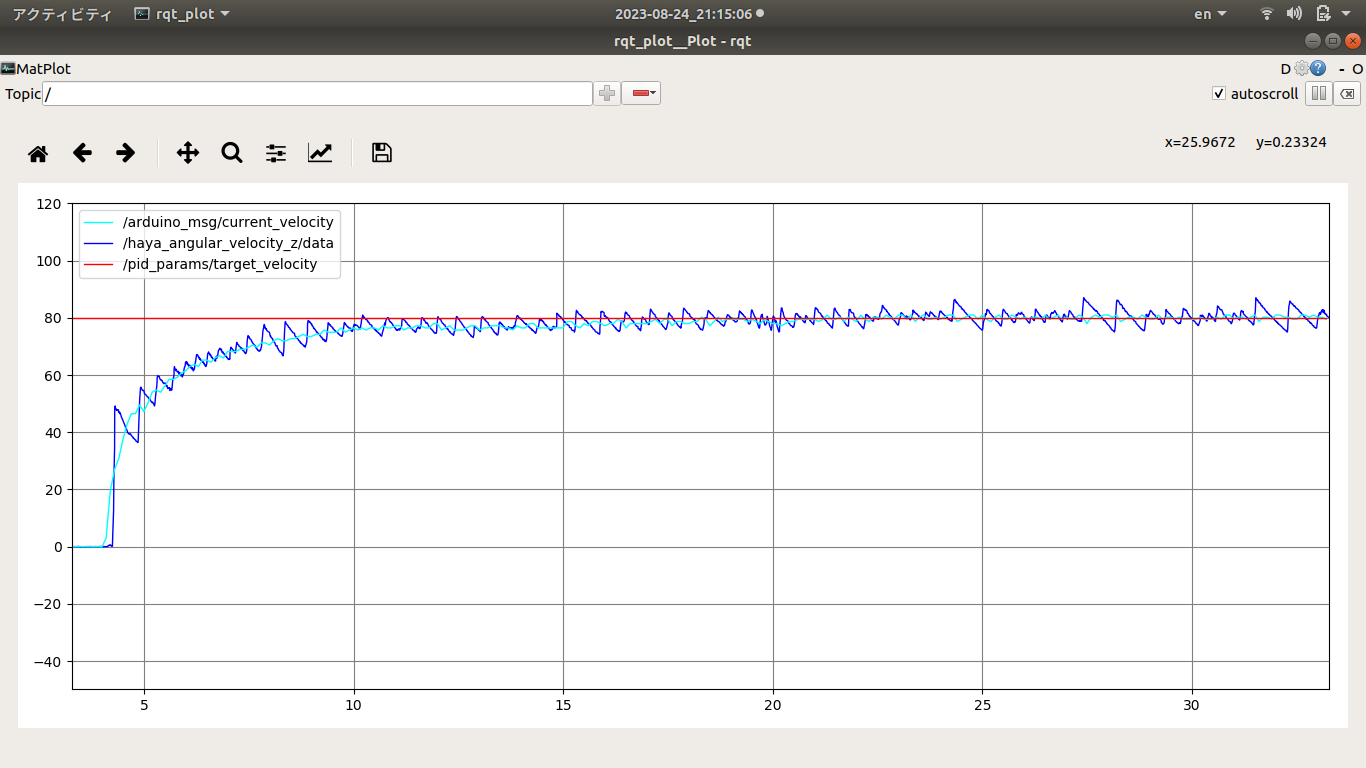 アクティビティ rqt_plot 2023-08-24_21:15:06 en
rqt_plot__Plot - rqt
MatPlot D - O
Topic / autoscroll
x=25.9672 y=0.23324
120
/arduino_msg/current_velocity
/haya_angular_velocity_z/data
/pid_params/target_velocity
100
80
60
40
20
0
−20
−40
5 10 15 20 25 30